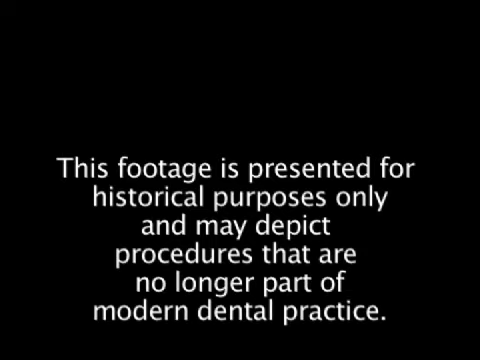 This footage is presented for
historical purposes only
and may depict
procedures that are
no longer part of
modern dental practice.